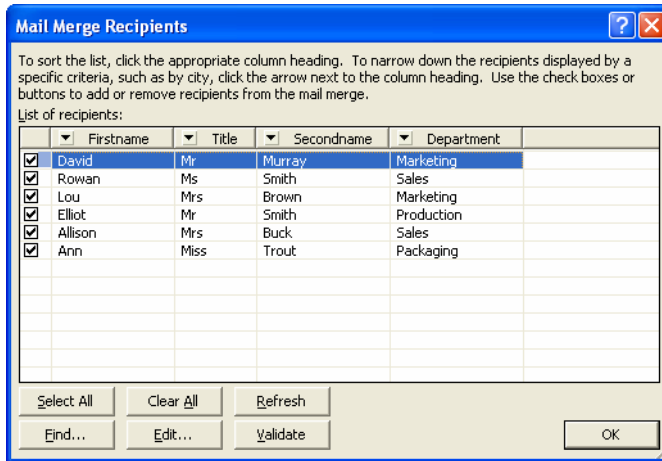 Mail Merge Recipients
To sort the list, click the appropriate column heading. To narrow down the recipients displayed by a
specific criteria, such as by city, click the arrow next to the column heading. Use the check boxes or
buttons to add or remove recipients from the mail merge.
List of recipients:
Firstname Title Secondname Department
David Mr Murray Marketing
Rowan Ms Smith Sales
Lou Mrs Brown Marketing
Elliot Mr Smith Production
Allison Mrs Buck Sales
Ann Miss Trout Packaging
Select All Clear All Refresh
Find... Edit... Validate OK